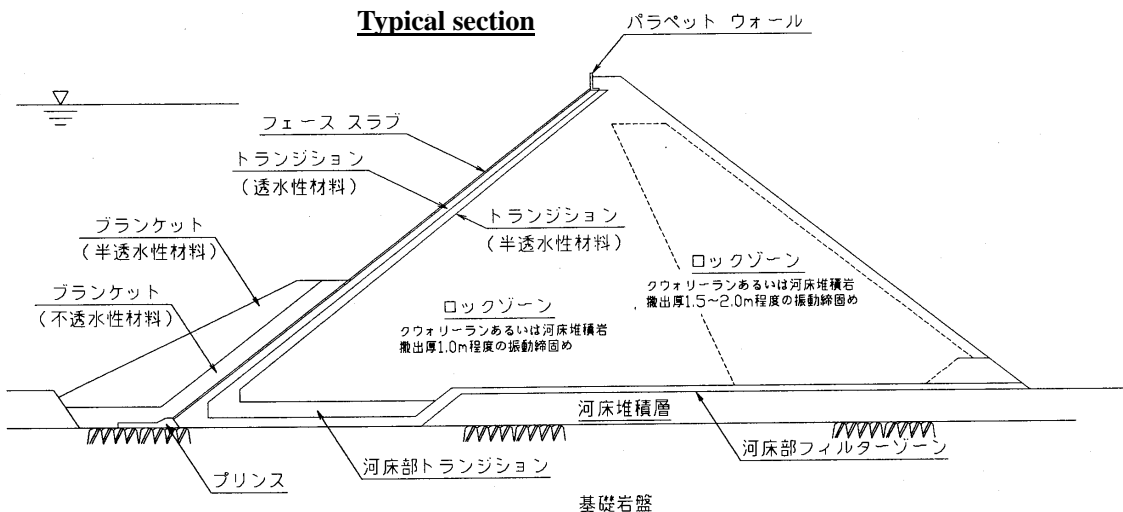 Typical section
パラペット ウォール
フェース スラブ
トランジション
(透水性材料)
トランジション
(半透水性材料)
ブランケット
(半透水性材料)
ブランケット
(不透水性材料)
ロックゾーン
クウォリーランあるいは河床堆積岩
撒出厚1.5~2.0m程度の振動締固め
ロックゾーン
クウォリーランあるいは河床堆積岩
撒出厚1.0m程度の振動締固め
河床堆積層
河床部フィルターゾーン
河床部トランジション
プリンス
基礎岩盤